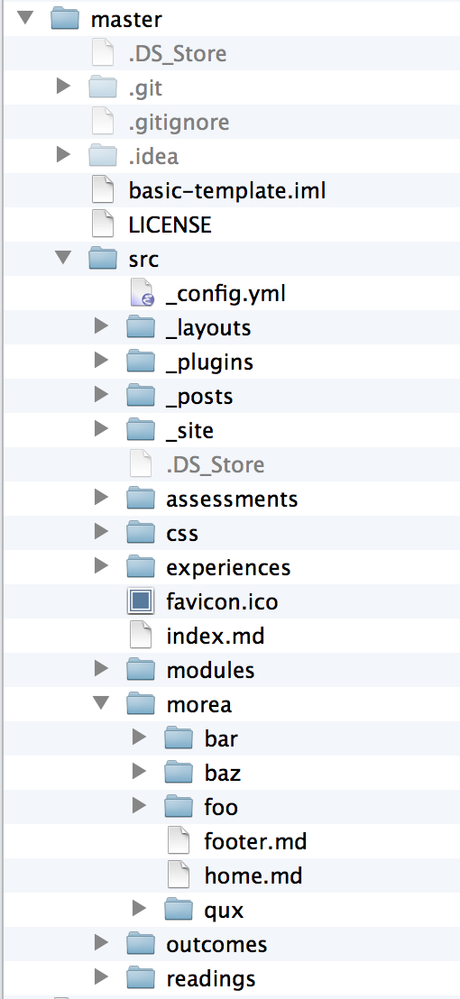 master
.DS_Store
.git
.gitignore
.idea
basic-template.iml
LICENSE
src
_config.yml
_layouts
_plugins
_posts
_site
.DS_Store
assessments
css
experiences
favicon.ico
index.md
modules
morea
bar
baz
foo
footer.md
home.md
qux
outcomes
readings